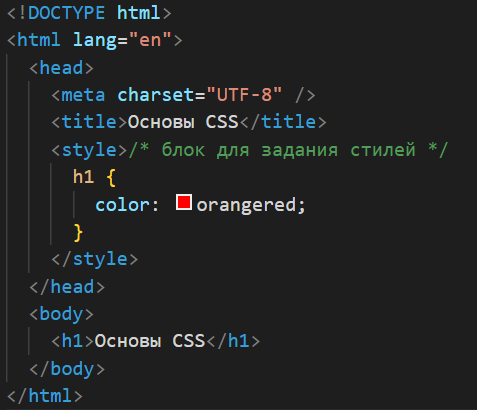 <!DOCTYPE html>
<html lang="en">
  <head>
    <meta charset="UTF-8" />
    <title>Основы CSS</title>
    <style>/* блок для задания стилей */
      h1 {
        color: orangered;
      }
    </style>
  </head>
  <body>
    <h1>Основы CSS</h1>
  </body>
</html>